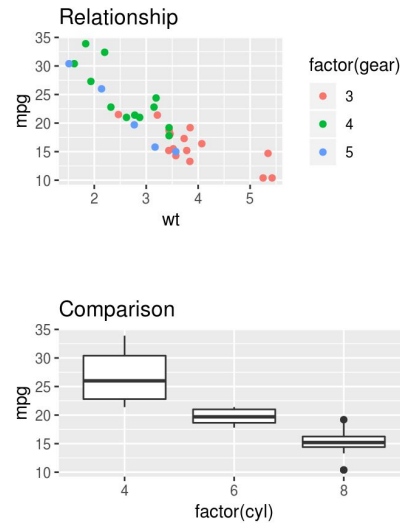 Relationship
35
30
25
20
15
10
mpg
2 3 4 5
wt
factor(gear)
3
4
5
Comparison
35
30
25
20
15
10
mpg
4 6 8
factor(cyl)